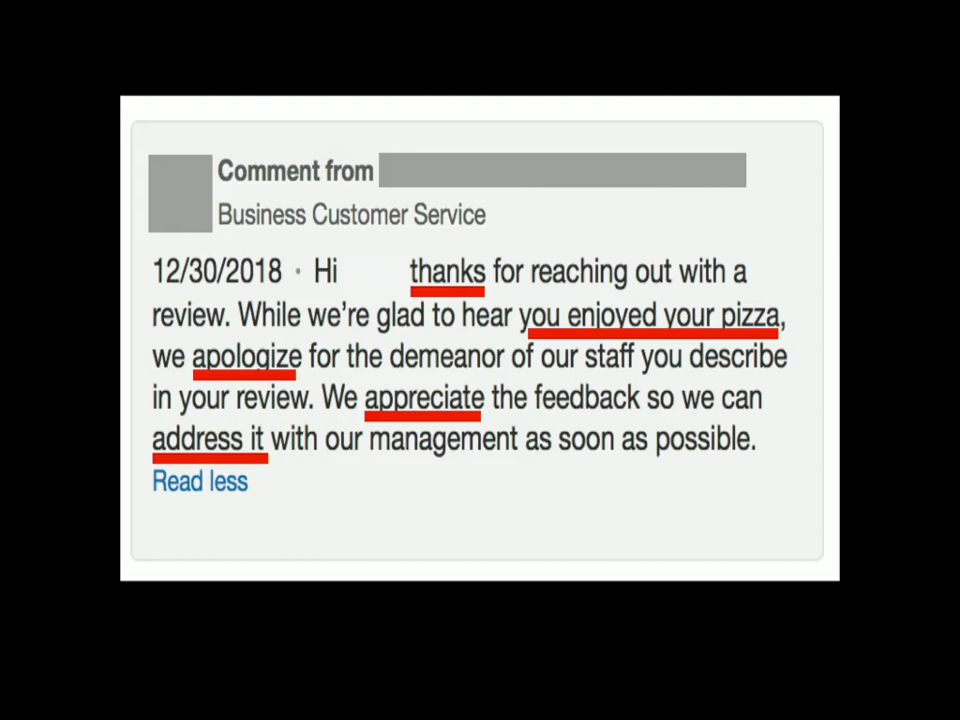 Comment from
Business Customer Service
12/30/2018 • Hi thanks for reaching out with a
review. While we're glad to hear you enjoyed your pizza,
we apologize for the demeanor of our staff you describe
in your review. We appreciate the feedback so we can
address it with our management as soon as possible.
Read less